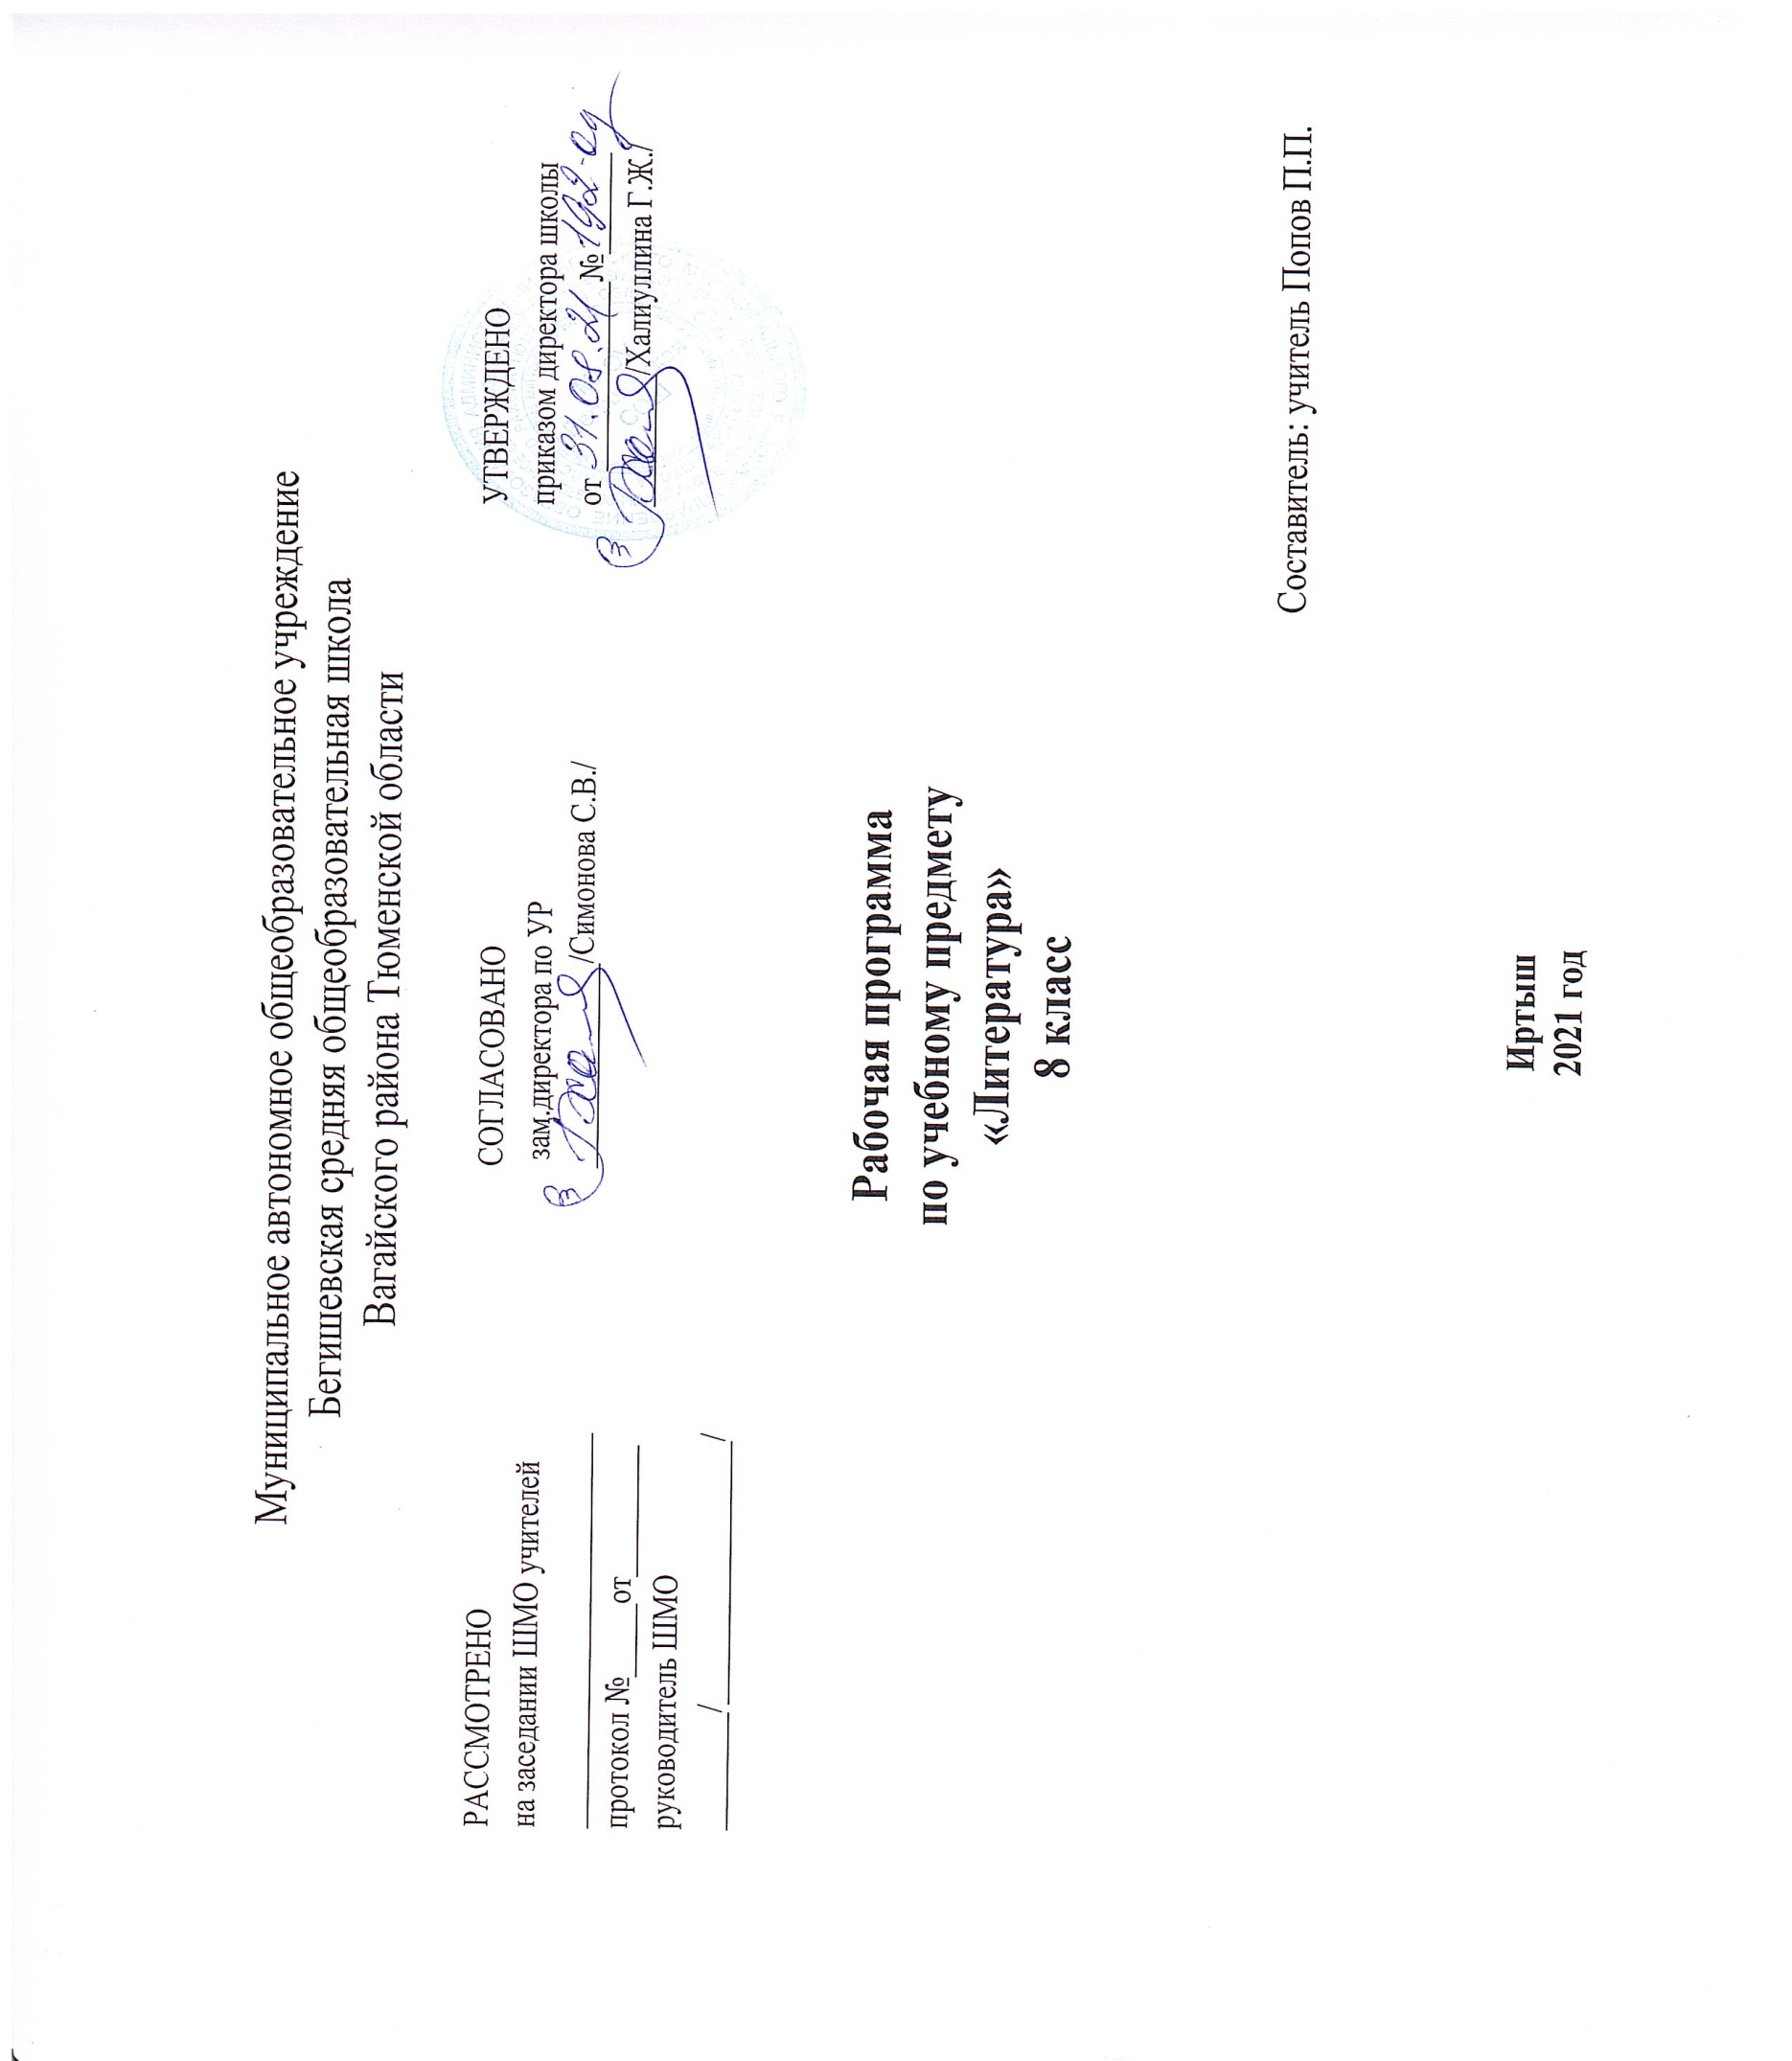 Муниципальное автономное общеобразовательное учреждение
Бегишевская средняя общеобразовательная школа
Вагайского района Тюменской области
РАССМОТРЕНО
на заседании ШМО учителей
протокол № от
руководитель ШМО
/ /
СОГЛАСОВАНО
зам.директора по УР
/Симонова С.В./
УТВЕРЖДЕНО
приказом директора школы
от 31.08.21 № 192-од
/Халиуллина Г.Ж./
Рабочая программа
по учебному предмету
«Литература»
8 класс
Составитель: учитель Попов П.П.
Иртыш
2021 год